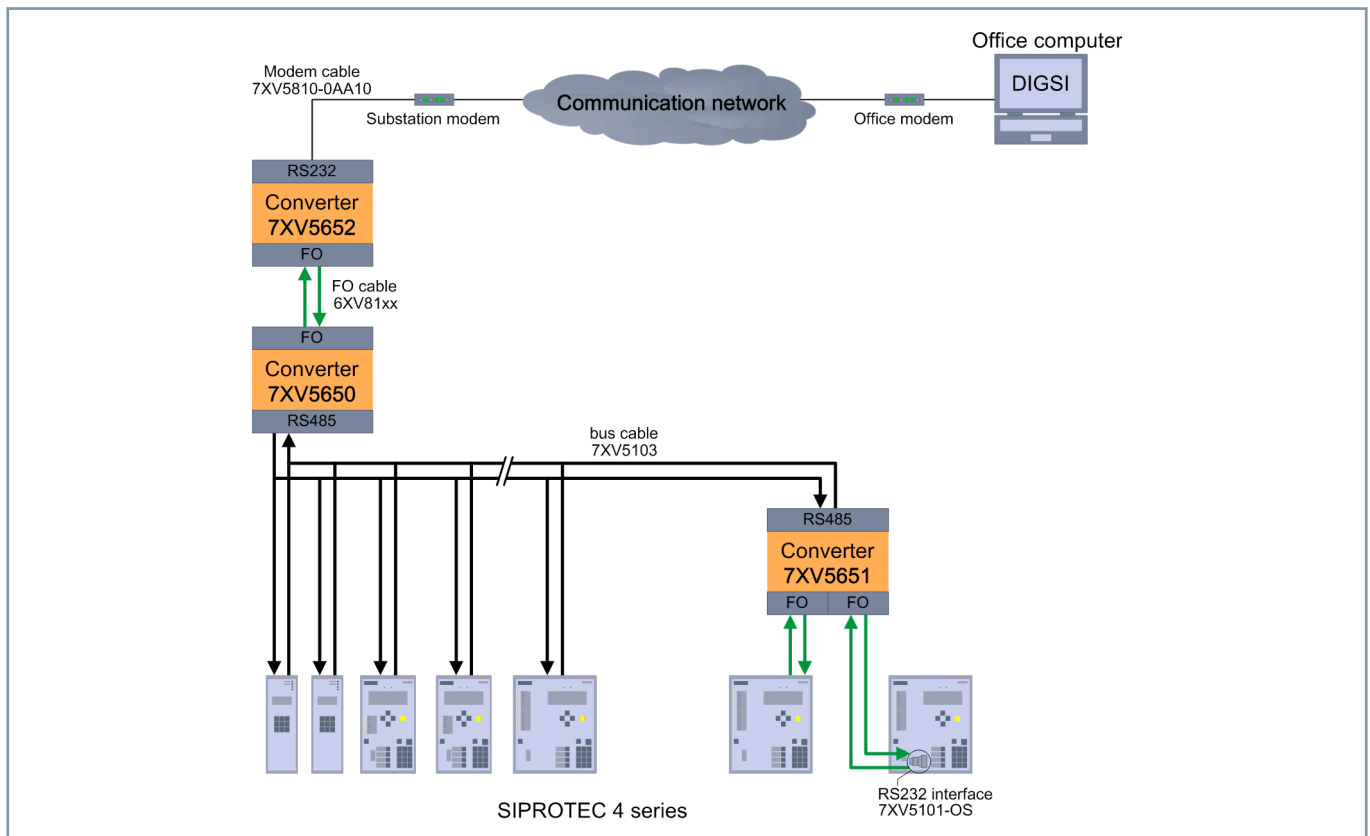 Office computer
DIGSI
Modem cable
7XV5810-0AA10
Substation modem
Communication network
Office modem
RS232
Converter
7XV5652
FO
FO cable
6XV81xx
FO
Converter
7XV5650
RS485
bus cable
7XV5103
RS485
Converter
7XV5651
FO
FO
RS232 interface
7XV5101-OS
SIPROTEC 4 series